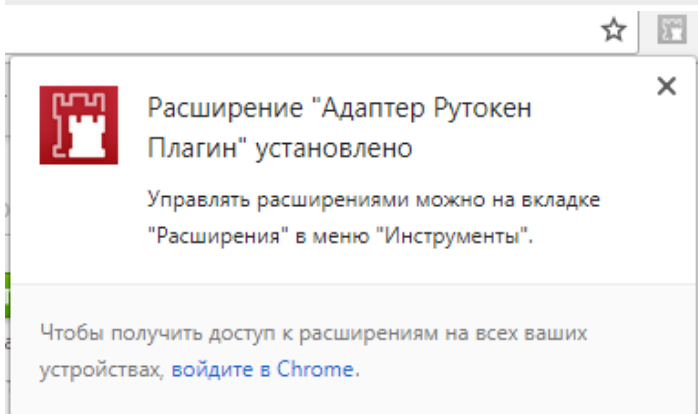 Расширение "Адаптер Рутокен
Плагин" установлено
Управлять расширениями можно на вкладке
"Расширения" в меню "Инструменты".
Чтобы получить доступ к расширениям на всех ваших
устройствах, войдите в Chrome.